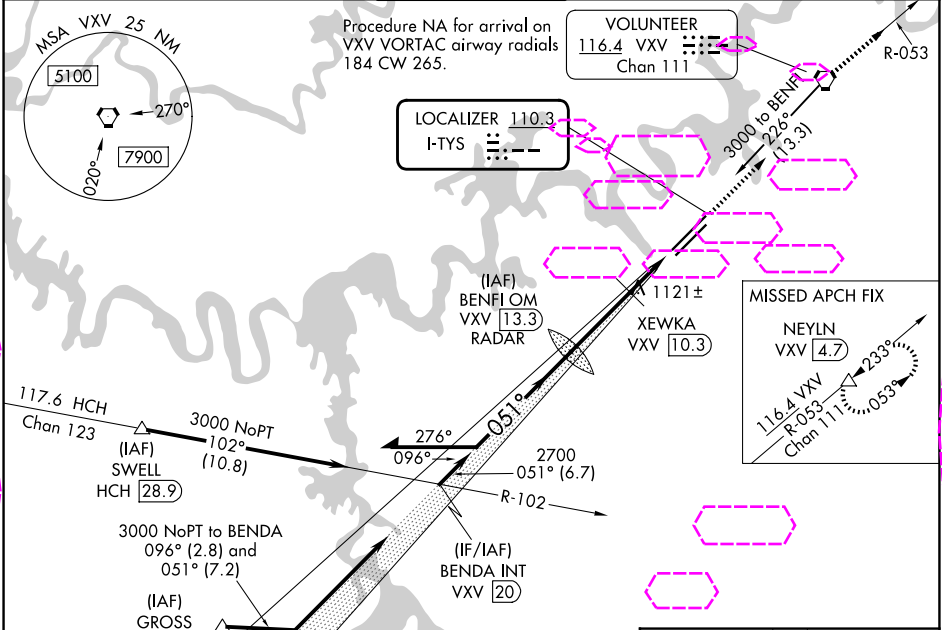 MSA VXV 25 NM
5100
270°
7900
020°
Procedure NA for arrival on
VXV VORTAC airway radials
184 CW 265.
VOLUNTEER
116.4 VXV
Chan 111
R-053
LOCALIZER 110.3
I-TYS
3000 to BENFI
226°
(13.3)
(IAF)
BENFI OM
VXV 13.3
RADAR
1121±
XEWKA
VXV 10.3
MISSED APCH FIX
NEYLN
VXV 4.7
233°
053°
116.4 VXV
R-053
Chan 111
117.6 HCH
Chan 123
3000 NoPT
102°
(10.8)
(IAF)
SWELL
HCH 28.9
051°
276°
096°
2700
051° (6.7)
R-102
3000 NoPT to BENDA
096° (2.8) and
051° (7.2)
(IF/IAF)
BENDA INT
VXV 20
(IAF)
GROSS